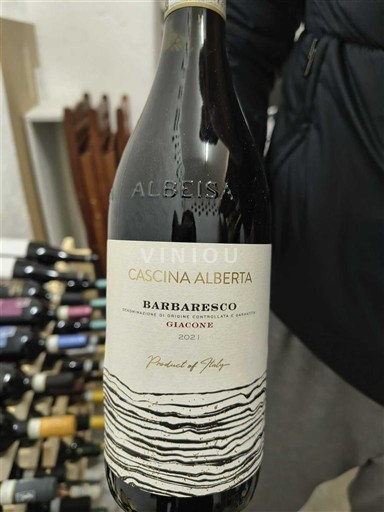 ALBEISA
VINIOU
CASCINA ALBERTA
BARBARESCO
DENOMINAZIONE DI ORIGINE CONTROLLATA E GARANTITA
GIACONE
2021
Product of Italy